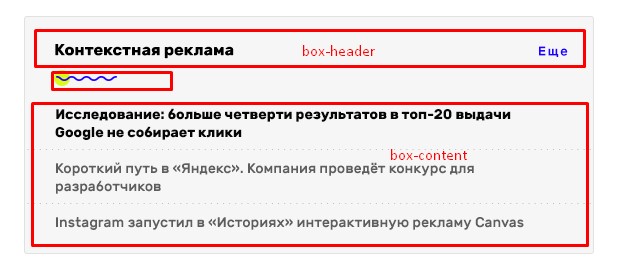 Контекстная реклама box-header Еще
Исследование: больше четверти результатов в топ-20 выдачи
Google не собирает клики
box-content
Короткий путь в «Яндекс». Компания проведёт конкурс для
разработчиков
Instagram запустил в «Историях» интерактивную рекламу Canvas